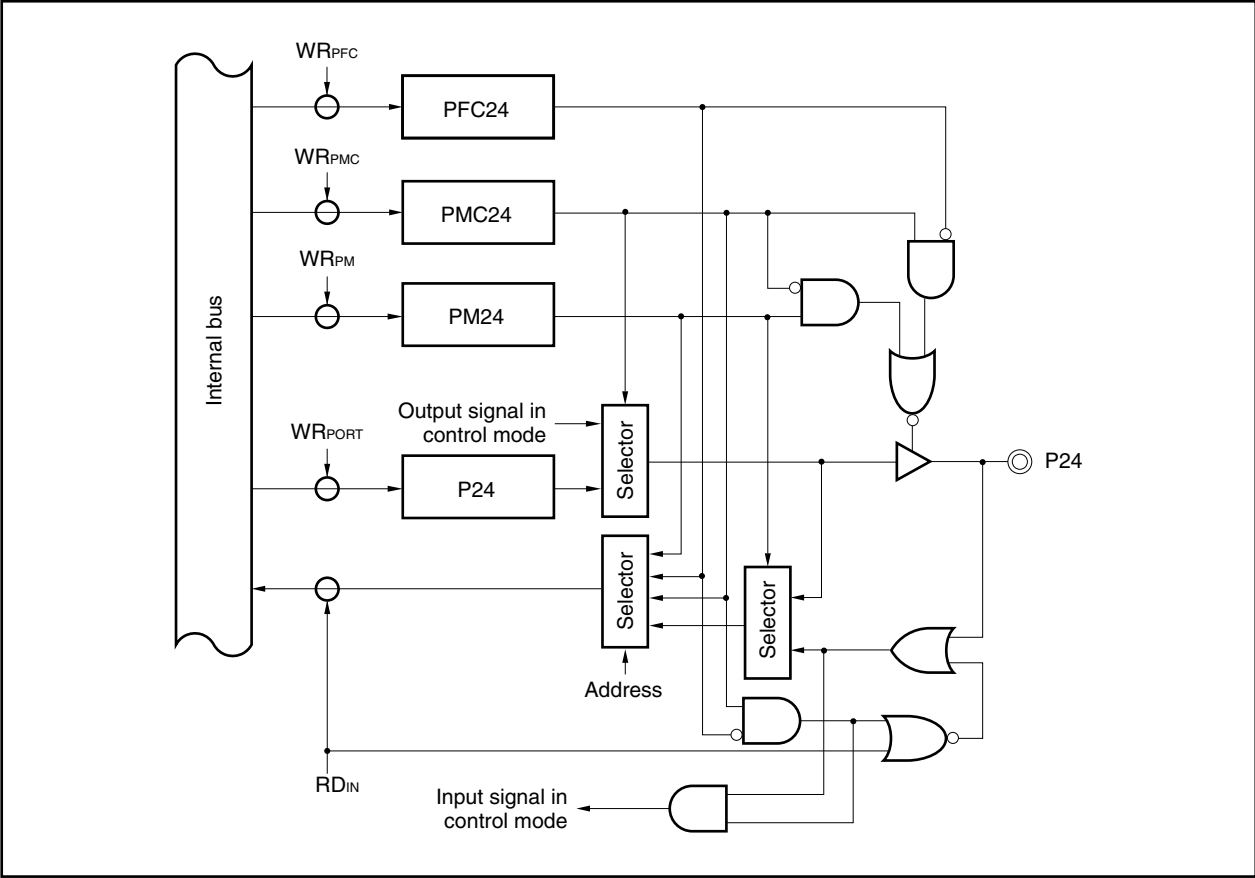 WRPFC
PFC24
WRPMC
PMC24
WRPM
PM24
Internal bus
Output signal in
control mode
WRPORT
P24
Selector
P24
Selector
Selector
Address
RDIN
Input signal in
control mode